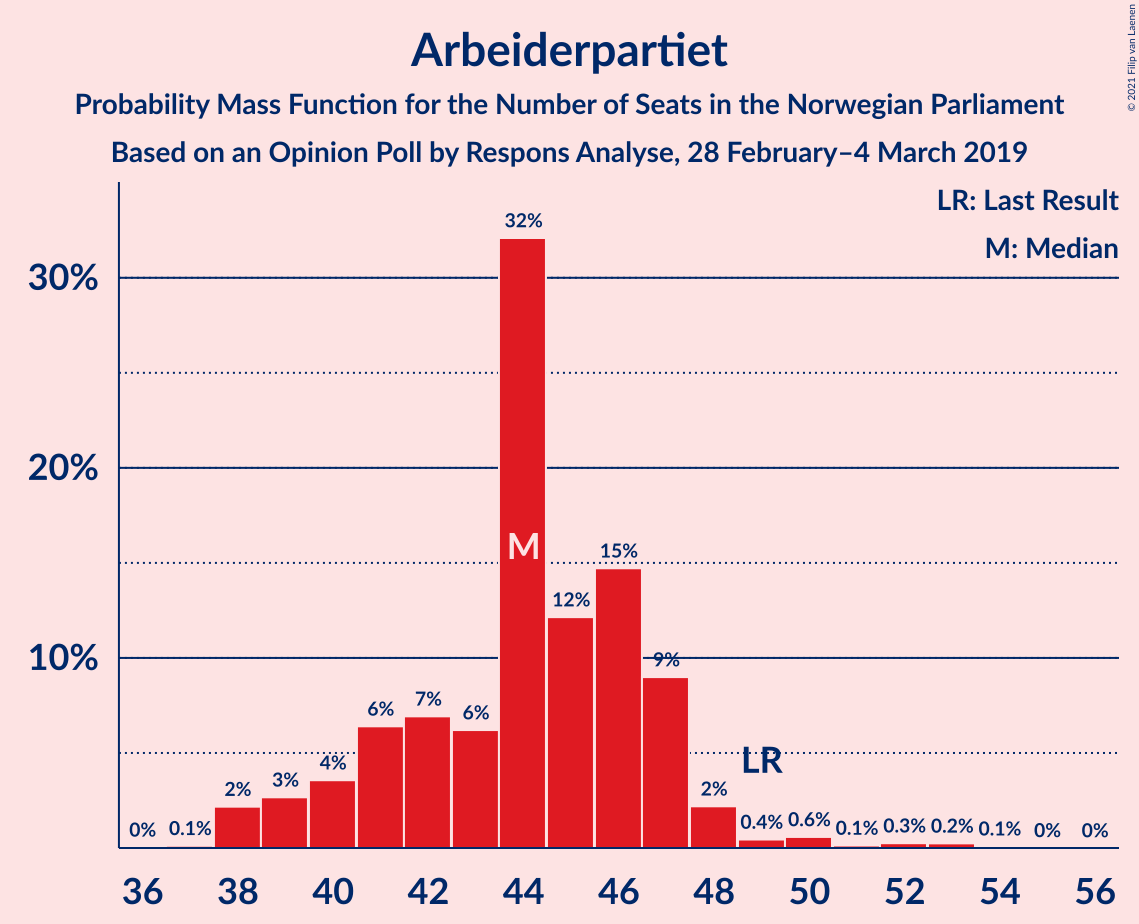 Arbeiderpartiet
Probability Mass Function for the Number of Seats in the Norwegian Parliament
Based on an Opinion Poll by Respons Analyse, 28 February–4 March 2019
© 2021 Filip van Laenen
LR: Last Result
M: Median
30%
20%
10%
0%
0.1%
2%
3%
4%
6%
7%
6%
32%
M
12%
15%
9%
2%
LR
0.4%
0.6%
0.1%
0.3%
0.2%
0.1%
0%
0%
36 38 40 42 44 46 48 50 52 54 56